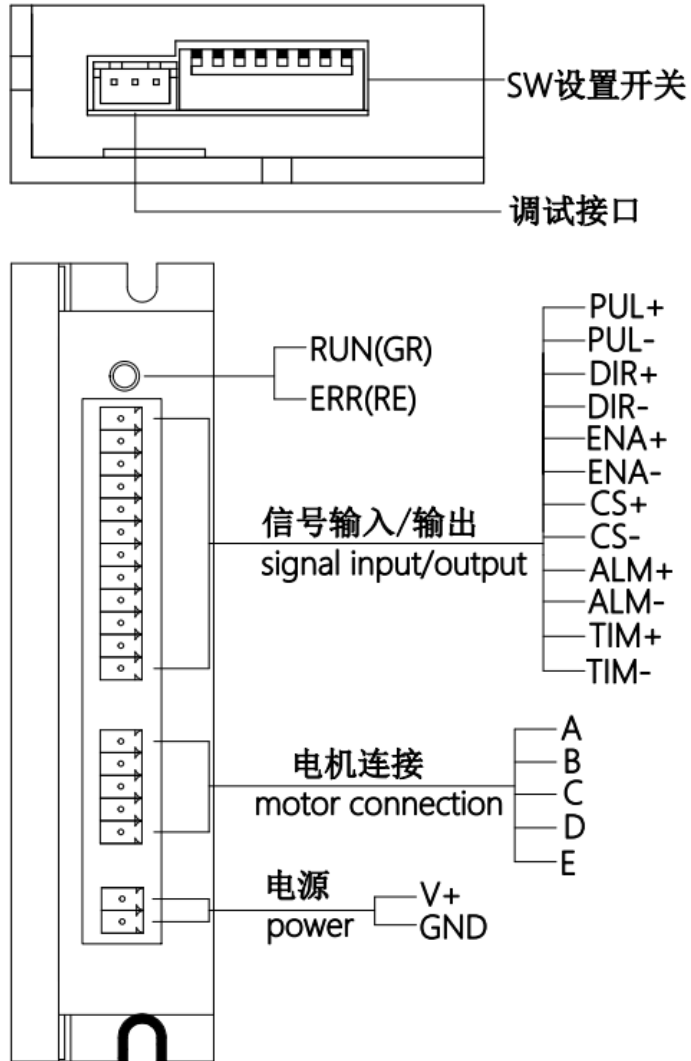 SW设置开关
调试接口
RUN(GR)
ERR(RE)
信号输入/输出
signal input/output
PUL+
PUL-
DIR+
DIR-
ENA+
ENA-
CS+
CS-
ALM+
ALM-
TIM+
TIM-
电机连接
motor connection
A
B
C
D
E
电源
power
V+
GND